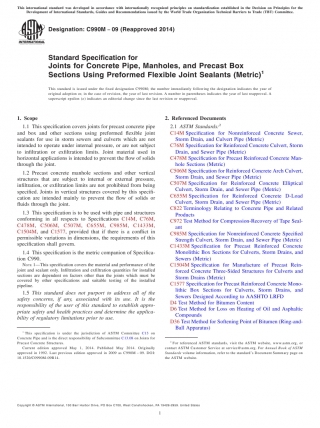 This international standard was developed in accordance with internationally recognized principles on standardization established in the Decision on Principles for the
Development of International Standards, Guides and Recommendations issued by the World Trade Organization Technical Barriers to Trade (TBT) Committee.
Designation: C990M − 09 (Reapproved 2014)
Standard Specification for
Joints for Concrete Pipe, Manholes, and Precast Box
Sections Using Preformed Flexible Joint Sealants (Metric)1
This standard is issued under the fixed designation C990M; the number immediately following the designation indicates the year of
original adoption or, in the case of revision, the year of last revision. A number in parentheses indicates the year of last reapproval. A
superscript epsilon (ε) indicates an editorial change since the last revision or reapproval.
1. Scope
1.1 This specification covers joints for precast concrete pipe
and box and other sections using preformed flexible joint
sealants for use in storm sewers and culverts which are not
intended to operate under internal pressure, or are not subject
to infiltration or exfiltration limits. Joint material used in
horizontal applications is intended to prevent the flow of solids
through the joint.
1.2 Precast concrete manhole sections and other vertical
structures that are subject to internal or external pressure,
infiltration, or exfiltration limits are not prohibited from being
specified. Joints in vertical structures covered by this specifi-
cation are intended mainly to prevent the flow of solids or
fluids through the joint.
1.3 This specification is to be used with pipe and structures
conforming in all respects to Specifications C14M, C76M,
C478M, C506M, C507M, C655M, C985M, C1433M,
C1504M, and C1577, provided that if there is conflict in
permissible variations in dimensions, the requirements of this
specification shall govern.
1.4 This specification is the metric companion of Specifica-
tion C990.
NOTE 1—This specification covers the material and performance of the
joint and sealant only. Infiltration and exfiltration quantities for installed
sections are dependent on factors other than the joints which must be
covered by other specifications and suitable testing of the installed
pipeline.
1.5 This standard does not purport to address all of the
safety concerns, if any, associated with its use. It is the
responsibility of the user of this standard to establish appro-
priate safety and health practices and determine the applica-
bility of regulatory limitations prior to use.
1 This specification is under the jurisdiction of ASTM Committee C13 on
Concrete Pipe and is the direct responsibility of Subcommittee C13.08 on Joints for
Precast Concrete Structures.
Current edition approved May 1, 2014. Published May 2014. Originally
approved in 1992. Last previous edition approved in 2009 as C990M – 09. DOI:
10.1520/C0990M-09R14.
2. Referenced Documents
2.1 ASTM Standards:2
C14M Specification for Nonreinforced Concrete Sewer,
Storm Drain, and Culvert Pipe (Metric)
C76M Specification for Reinforced Concrete Culvert, Storm
Drain, and Sewer Pipe (Metric)
C478M Specification for Precast Reinforced Concrete Man-
hole Sections (Metric)
C506M Specification for Reinforced Concrete Arch Culvert,
Storm Drain, and Sewer Pipe (Metric)
C507M Specification for Reinforced Elliptical
Culvert, Storm Drain, and Sewer Pipe (Metric)
C655M Specification for Reinforced Concrete D-Load
Culvert, Storm Drain, and Sewer Pipe (Metric)
C822 Terminology Relating to Concrete Pipe and Related
Products
C972 Test Method for Compression-Recovery of Tape Seal-
ant
C985M Specification for Nonreinforced Concrete Specified
Strength Culvert, Storm Drain, and Sewer Pipe (Metric)
C1433M Specification for Precast Reinforced Concrete
Monolithic Box Sections for Culverts, Storm Drains, and
Sewers (Metric)
C1504M Specification for Manufacture of Precast Rein-
forced Concrete Three-Sided Structures for Culverts and
Storm Drains (Metric)
C1577 Specification for Precast Reinforced Concrete Mono-
lithic Box Sections for Culverts, Storm Drains, and
Sewers Designed According to AASHTO LRFD
D4 Test Method for Bitumen Content
D6 Test Method for Loss on Heating of Oil and Asphaltic
Compounds
D36 Test Method for Softening Point of Bitumen (Ring-and-
Ball Apparatus)
2 For referenced ASTM standards, visit the ASTM website, www.astm.org, or
contact ASTM Customer Service at service@astm.org. For Annual Book of ASTM
Standards volume information, refer to the standard's Document Summary page on
the ASTM website.
Copyright © ASTM International, 100 Barr Harbor Drive, PO Box C700, West Conshohocken, PA 19428-2959. United States
1